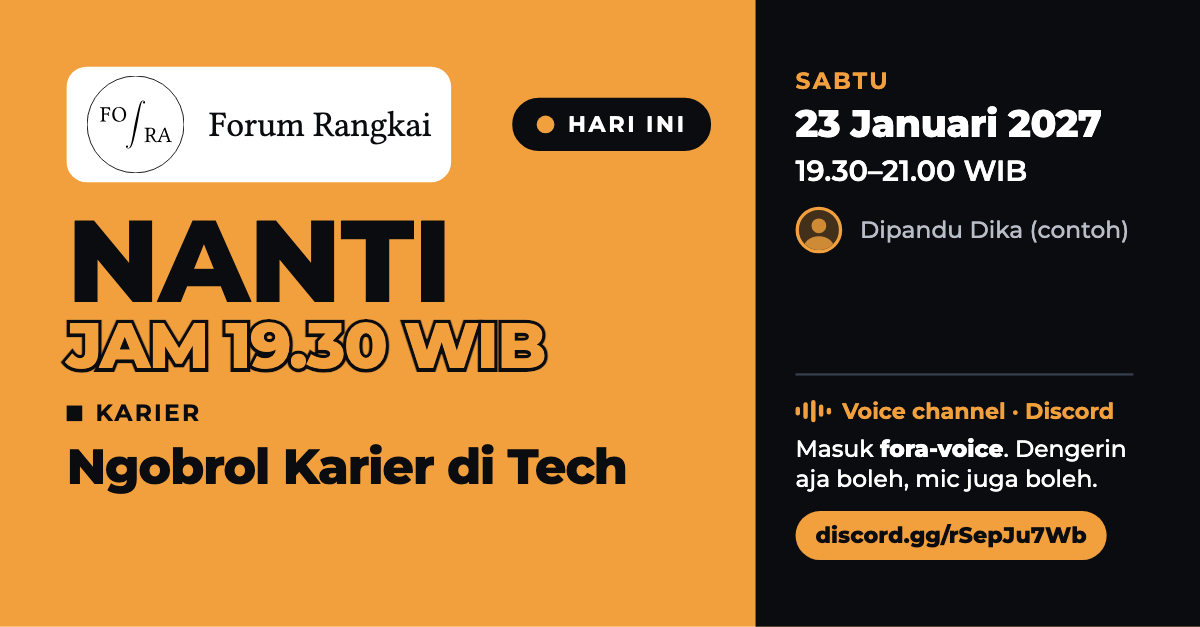 FO RA
Forum Rangkai
HARI INI
NANTI
JAM 19.30 WIB
KARIER
Ngobrol Karier di Tech
SABTU
23 Januari 2027
19.30–21.00 WIB
Dipandu Dika (contoh)
Voice channel · Discord
Masuk fora-voice. Dengerin
aja boleh, mic juga boleh.
discord.gg/rSepJu7Wb